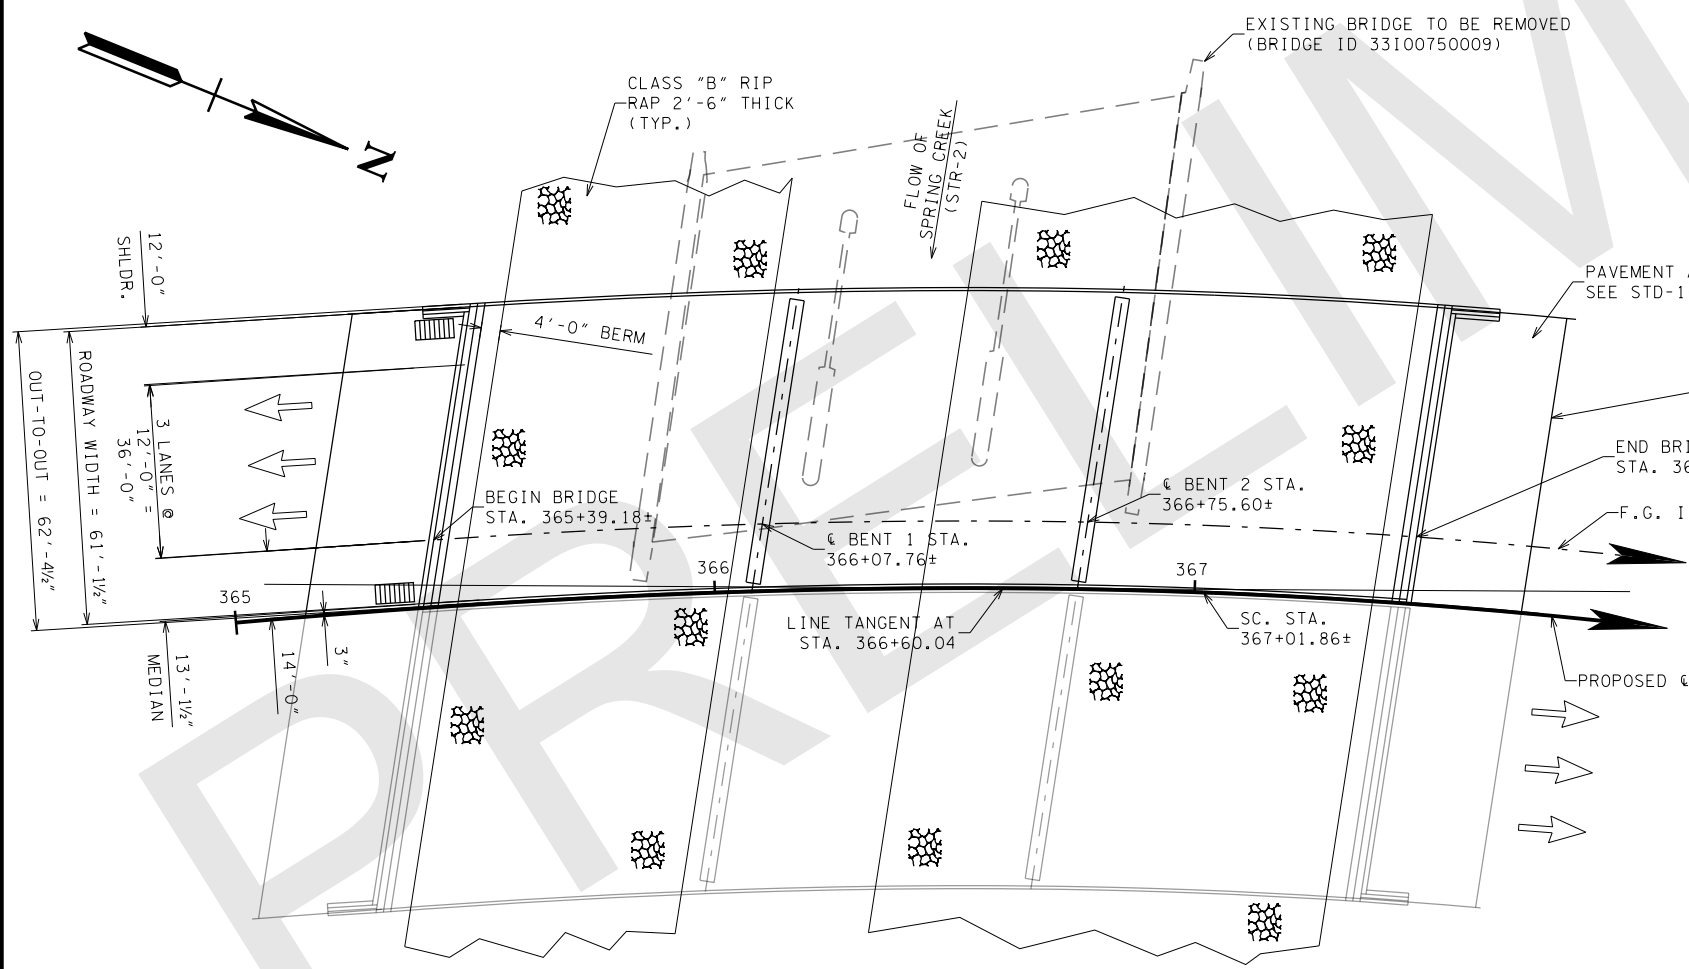 EXISTING BRIDGE TO BE REMOVED
(BRIDGE ID 33I00750009)
CLASS "B" RIP
RAP 2'-6" THICK
(TYP.)
N
FLOW OF
SPRING CREEK
(STR-2)
12'-0"
SHLDR.
PAVEMENT
SEE STD-1
4'-0" BERM
OUT-TO-OUT = 62'-4½"
ROADWAY WIDTH = 61'-1½"
3 LANES @
12'-0" =
36'-0"
BEGIN BRIDGE
STA. 365+39.18±
℄ BENT 1 STA.
366+07.76±
℄ BENT 2 STA.
366+75.60±
END BRI
STA. 36
F.G. I
365
366
367
LINE TANGENT AT
STA. 366+60.04
SC. STA.
367+01.86±
PROPOSED ℄
13'-1½"
MEDIAN
14'-0"
3"
PRELIM